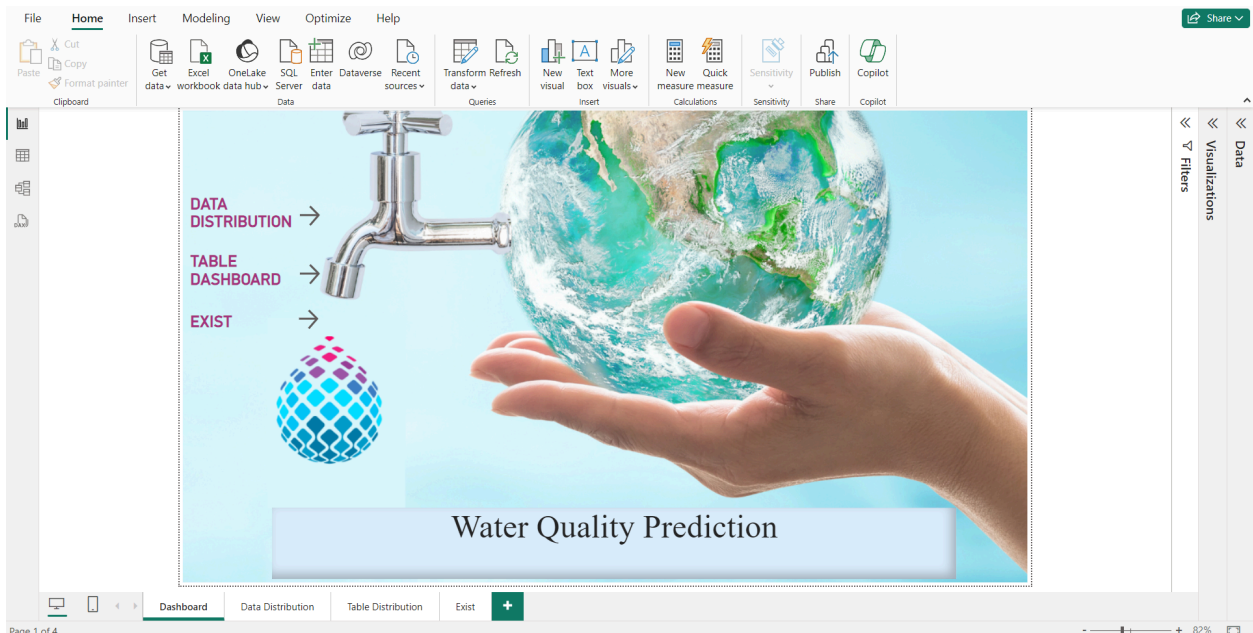 File Home Insert Modeling View Optimize Help Share
Cut
Copy
Format painter
Paste
Get data
Excel workbook
OneLake data hub
SQL Server
Enter data
Dataverse
Recent sources
Transform data
Refresh
New visual
Text box
More visuals
New measure
Quick measure
Sensitivity
Publish
Copilot
Clipboard Data Queries Insert Calculations Sensitivity Share Copilot
DATA
DISTRIBUTION
TABLE
DASHBOARD
EXIST
Water Quality Prediction
Filters
Visualizations
Data
Dashboard Data Distribution Table Distribution Exist
Page 1 of 4 - + 82%